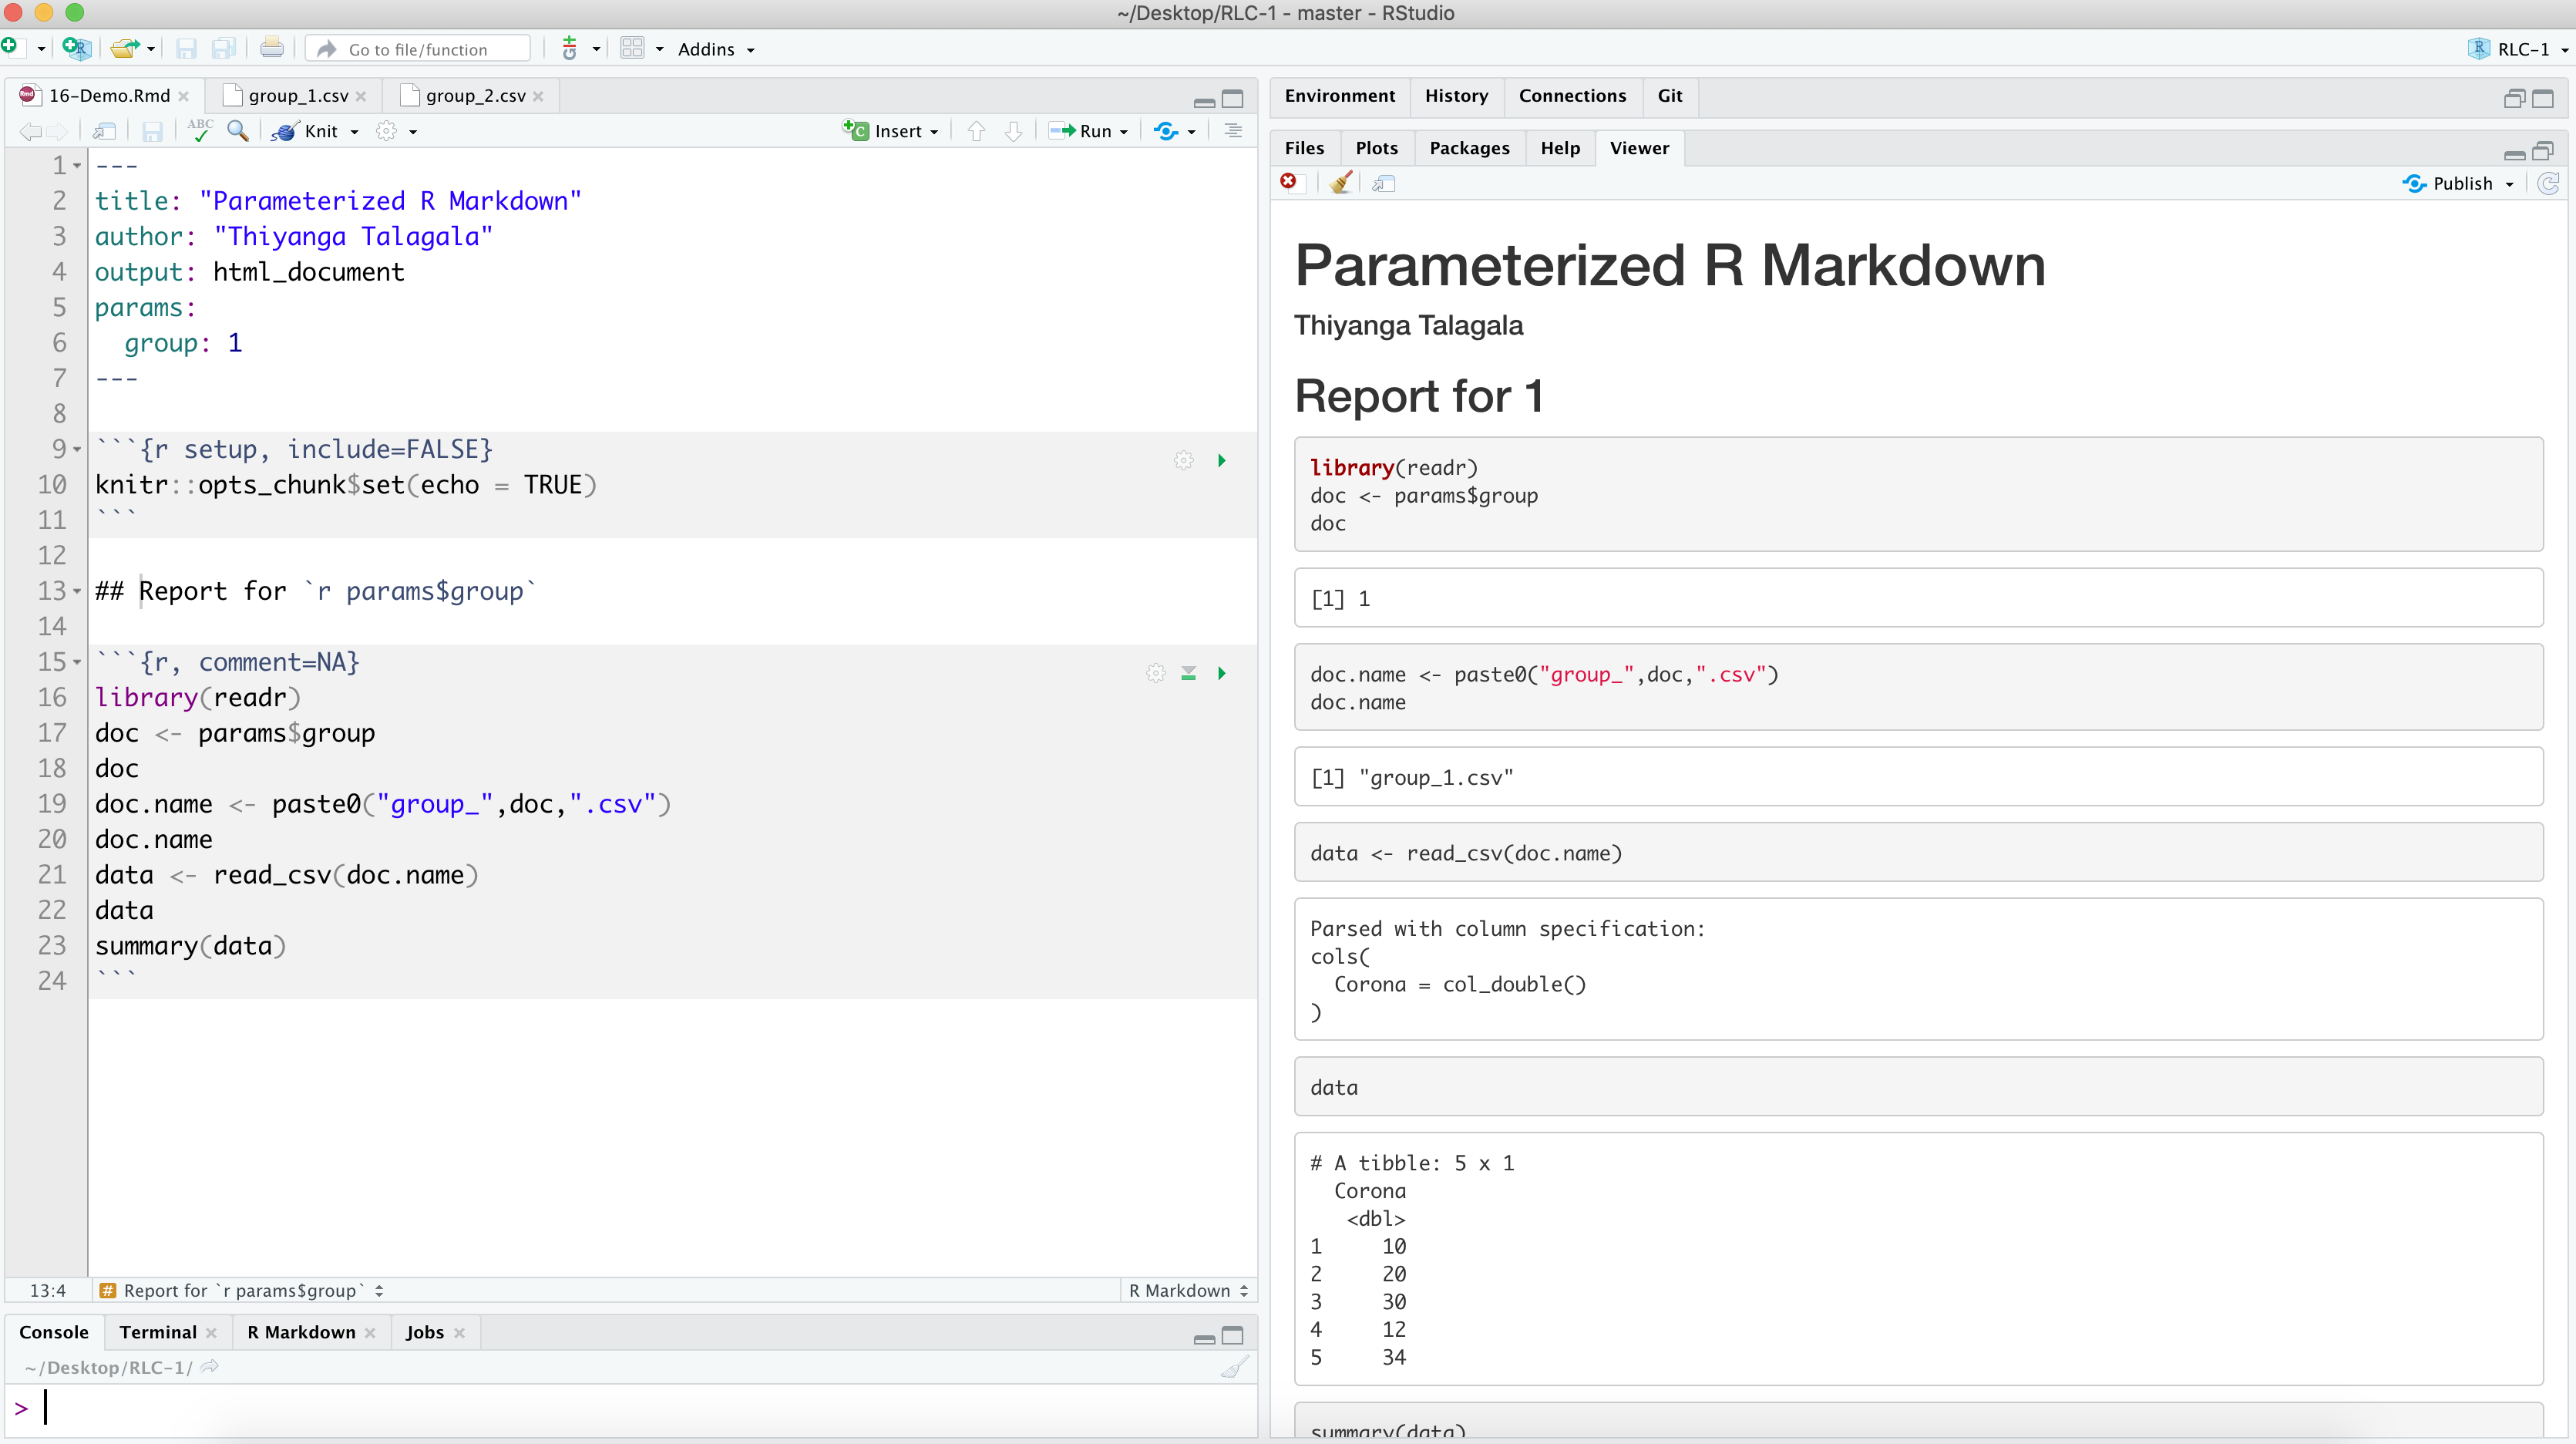 ~/Desktop/RLC-1 - master - RStudio
Go to file/function
Addins
RLC-1
16-Demo.Rmd
group_1.csv
group_2.csv
ABC
Knit
Insert
Run
1 ---
2 title: "Parameterized R Markdown"
3 author: "Thiyanga Talagala"
4 output: html_document
5 params:
6   group: 1
7 ---
8
9 ```{r setup, include=FALSE}
10 knitr::opts_chunk$set(echo = TRUE)
11 ```
12
13 ## Report for `r params$group`
14
15 ```{r, comment=NA}
16 library(readr)
17 doc <- params$group
18 doc
19 doc.name <- paste0("group_",doc,".csv")
20 doc.name
21 data <- read_csv(doc.name)
22 data
23 summary(data)
24 ```
13:4
# Report for `r params$group`
R Markdown
Console
Terminal
R Markdown
Jobs
~/Desktop/RLC-1/
>
Environment
History
Connections
Git
Files
Plots
Packages
Help
Viewer
Publish
Parameterized R Markdown
Thiyanga Talagala
Report for 1
library(readr)
doc <- params$group
doc
[1] 1
doc.name <- paste0("group_",doc,".csv")
doc.name
[1] "group_1.csv"
data <- read_csv(doc.name)
Parsed with column specification:
cols(
  Corona = col_double()
)
data
# A tibble: 5 x 1
  Corona
   <dbl>
1     10
2     20
3     30
4     12
5     34
summary(data)